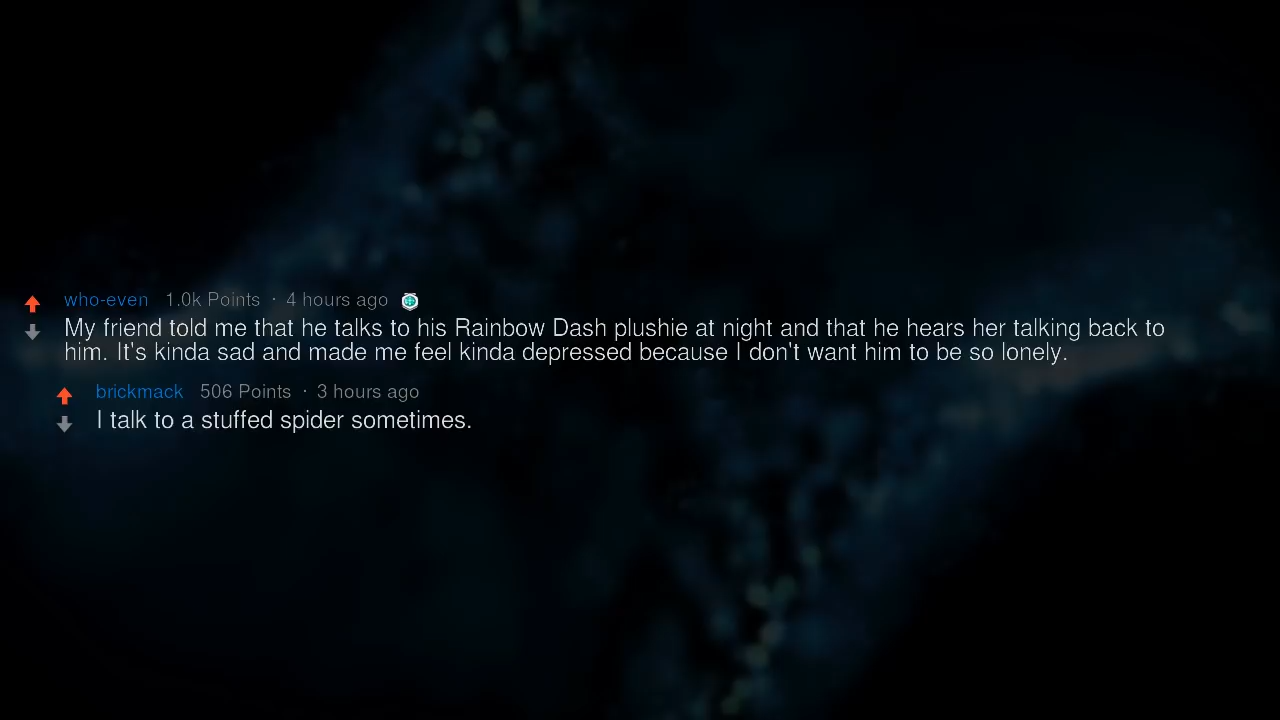 who-even 1.0k Points · 4 hours ago
My friend told me that he talks to his Rainbow Dash plushie at night and that he hears her talking back to
him. It's kinda sad and made me feel kinda depressed because I don't want him to be so lonely.
brickmack 506 Points · 3 hours ago
I talk to a stuffed spider sometimes.